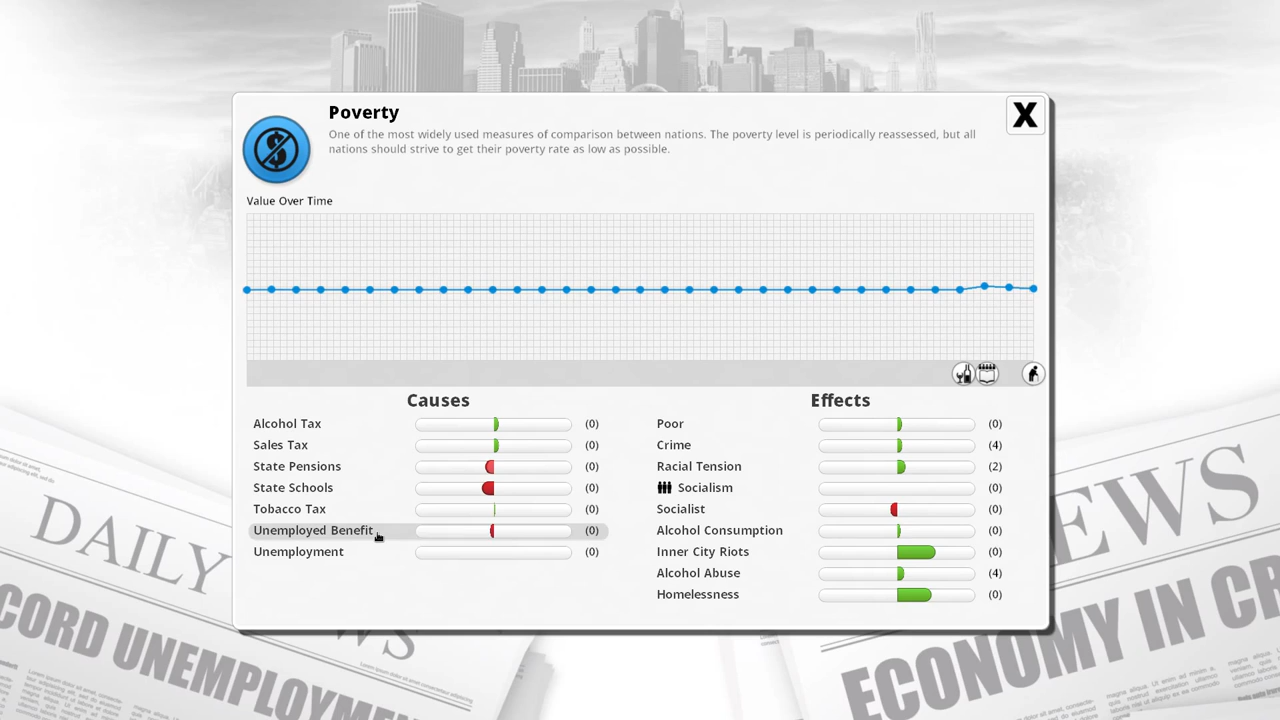 Poverty
X
One of the most widely used measures of comparison between nations. The poverty level is periodically reassessed, but all
nations should strive to get their poverty rate as low as possible.
Value Over Time
Causes
Alcohol Tax (0)
Sales Tax (0)
State Pensions (0)
State Schools (0)
Tobacco Tax (0)
Unemployed Benefit (0)
Unemployment (0)
Effects
Poor (0)
Crime (4)
Racial Tension (2)
Socialism (0)
Socialist (0)
Alcohol Consumption (0)
Inner City Riots (0)
Alcohol Abuse (4)
Homelessness (0)
DAILY
NEWS
CORD UNEMPLOYM
EWS
ECONOMY IN CR